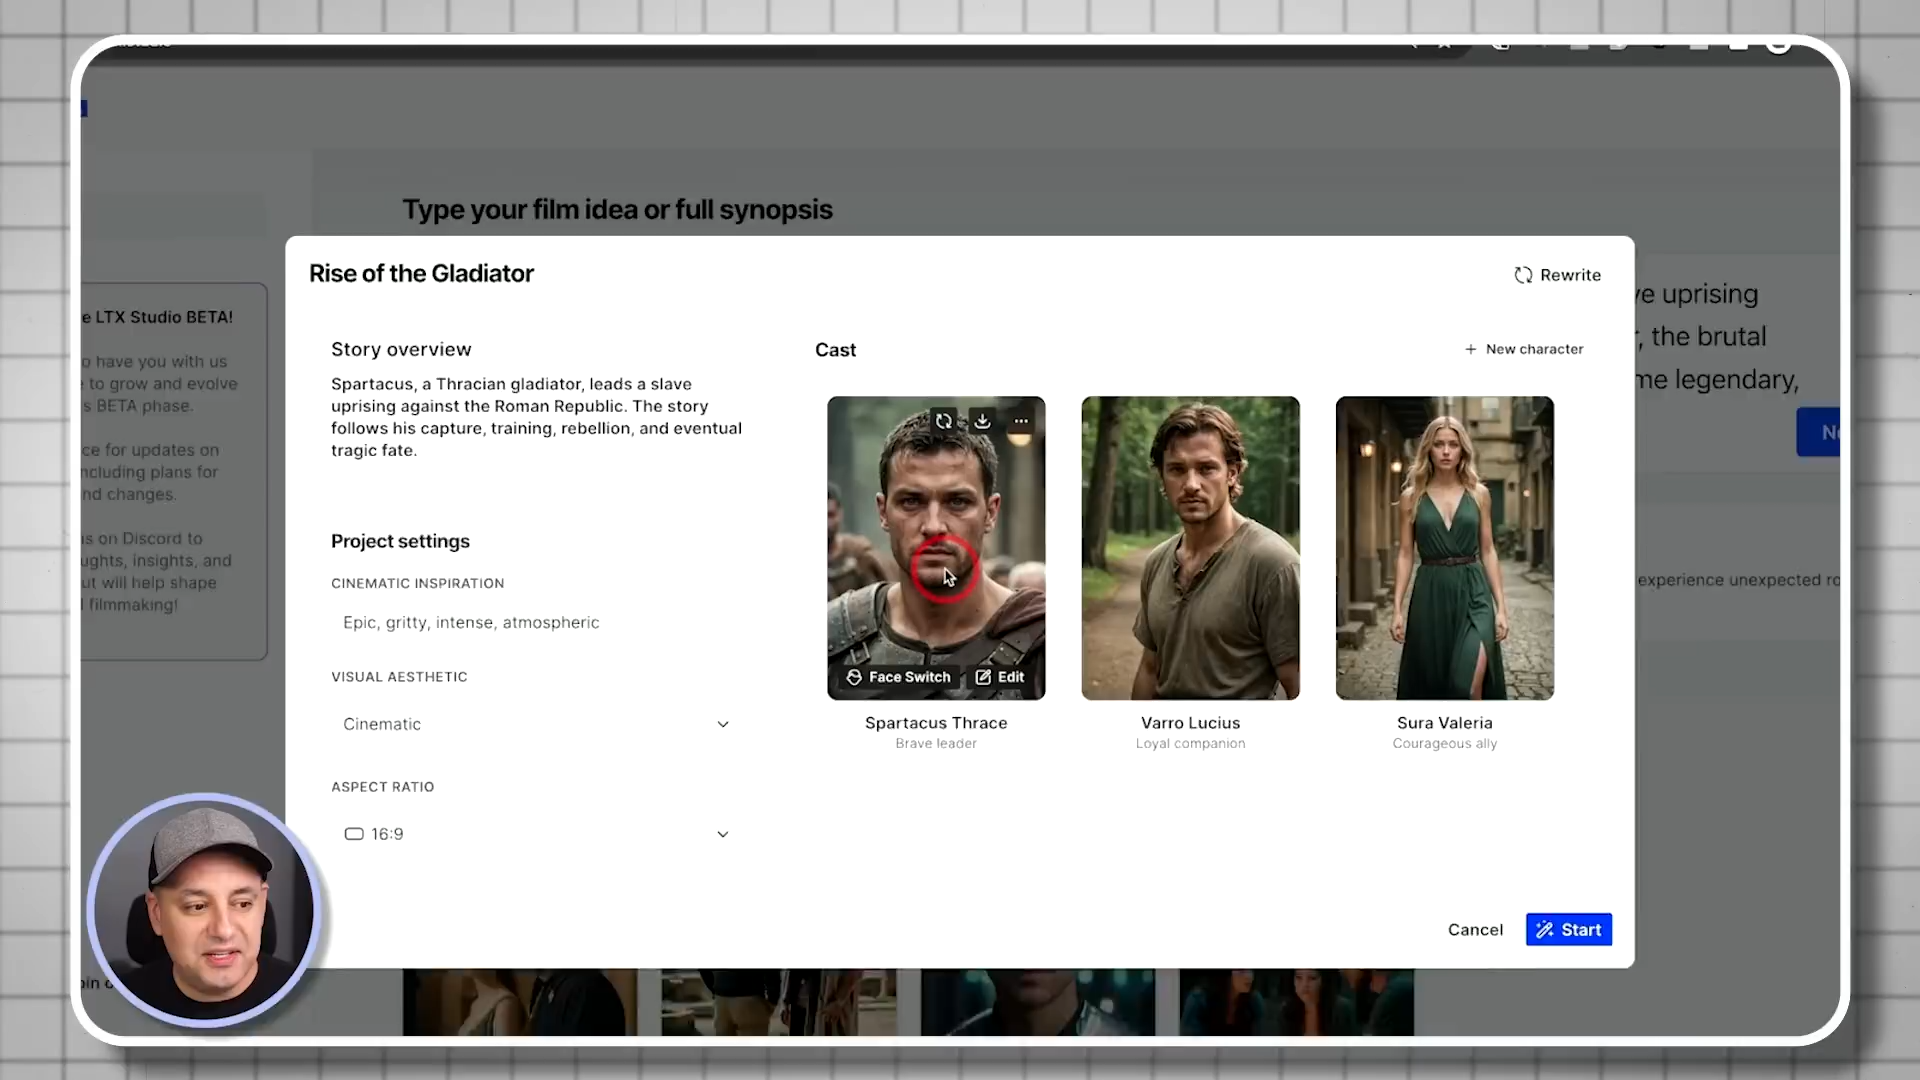 Type your film idea or full synopsis
Rise of the Gladiator
Rewrite
Story overview
Spartacus, a Thracian gladiator, leads a slave
uprising against the Roman Republic. The story
follows his capture, training, rebellion, and eventual
tragic fate.
Project settings
CINEMATIC INSPIRATION
Epic, gritty, intense, atmospheric
VISUAL AESTHETIC
Cinematic
ASPECT RATIO
16:9
Cast
+ New character
Face Switch
Edit
Spartacus Thrace
Brave leader
Varro Lucius
Loyal companion
Sura Valeria
Courageous ally
Cancel
Start
LTX Studio BETA!
have you with us
to grow and evolve
BETA phase.
for updates on
including plans for
changes.
on Discord to
insights, and
will help shape
filmmaking!
uprising
, the brutal
legendary,
experience unexpected